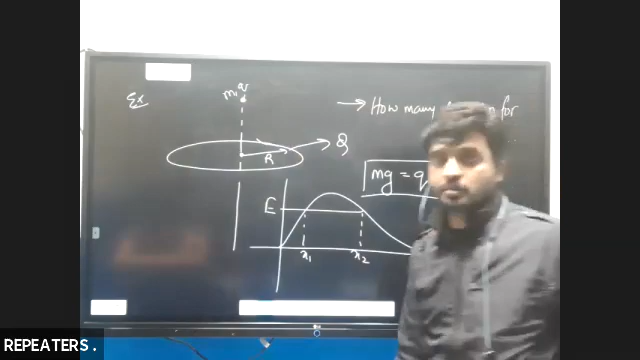 Ex
m, q
→ How many for
R → Q
mg = q
E
x₁ x₂
REPEATERS.